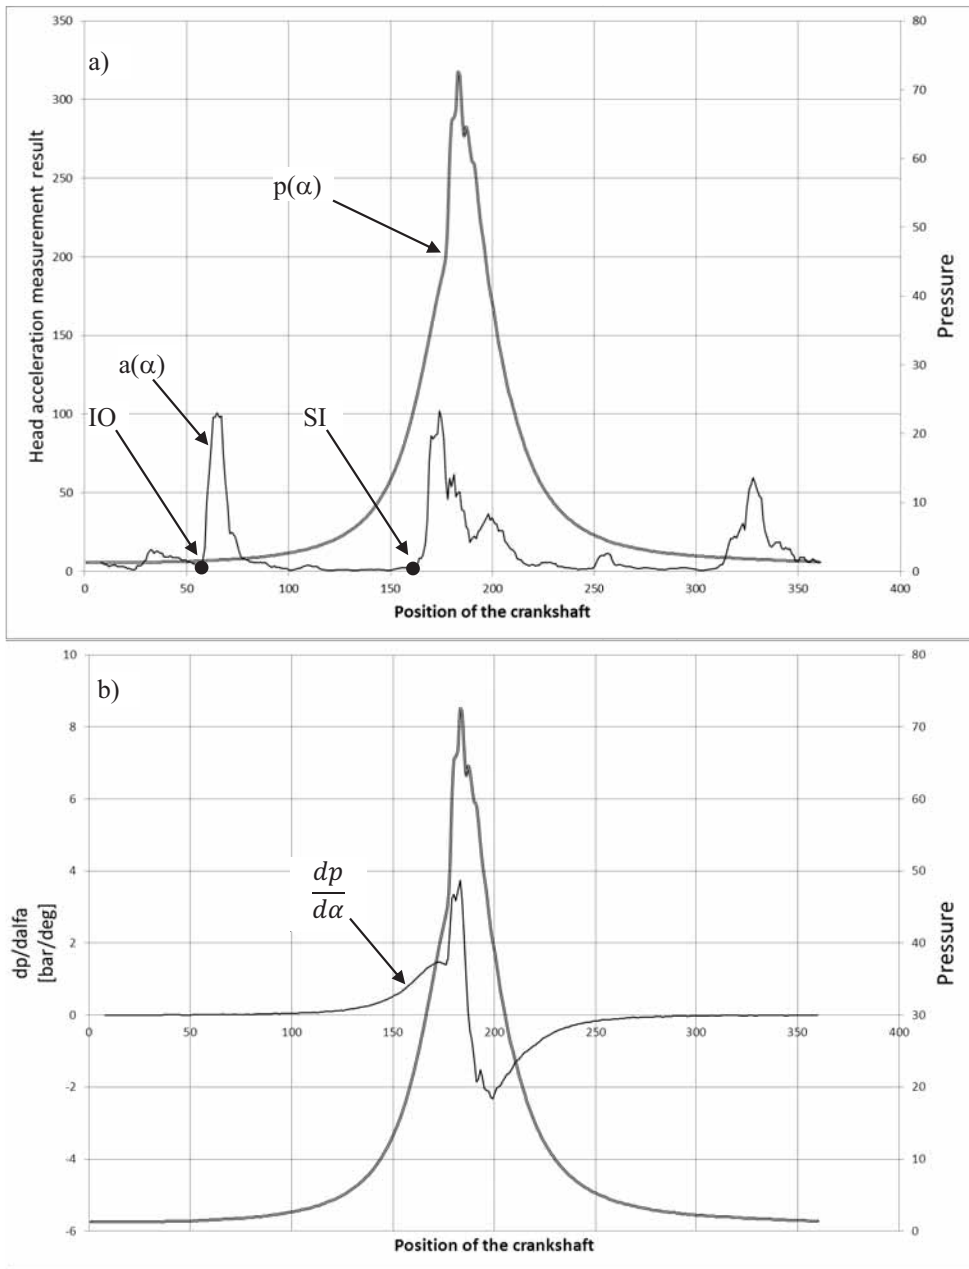 a)
350
300
250
200
150
100
50
0
Head acceleration measurement result
80
70
60
50
40
30
20
10
0
Pressure
p(α)
a(α)
IO
SI
0 50 100 150 200 250 300 350 400
Position of the crankshaft
b)
10
8
6
4
2
0
-2
-4
-6
dp/dalfa
[bar/deg]
80
70
60
50
40
30
20
10
0
Pressure
dp
dα
0 50 100 150 200 250 300 350 400
Position of the crankshaft